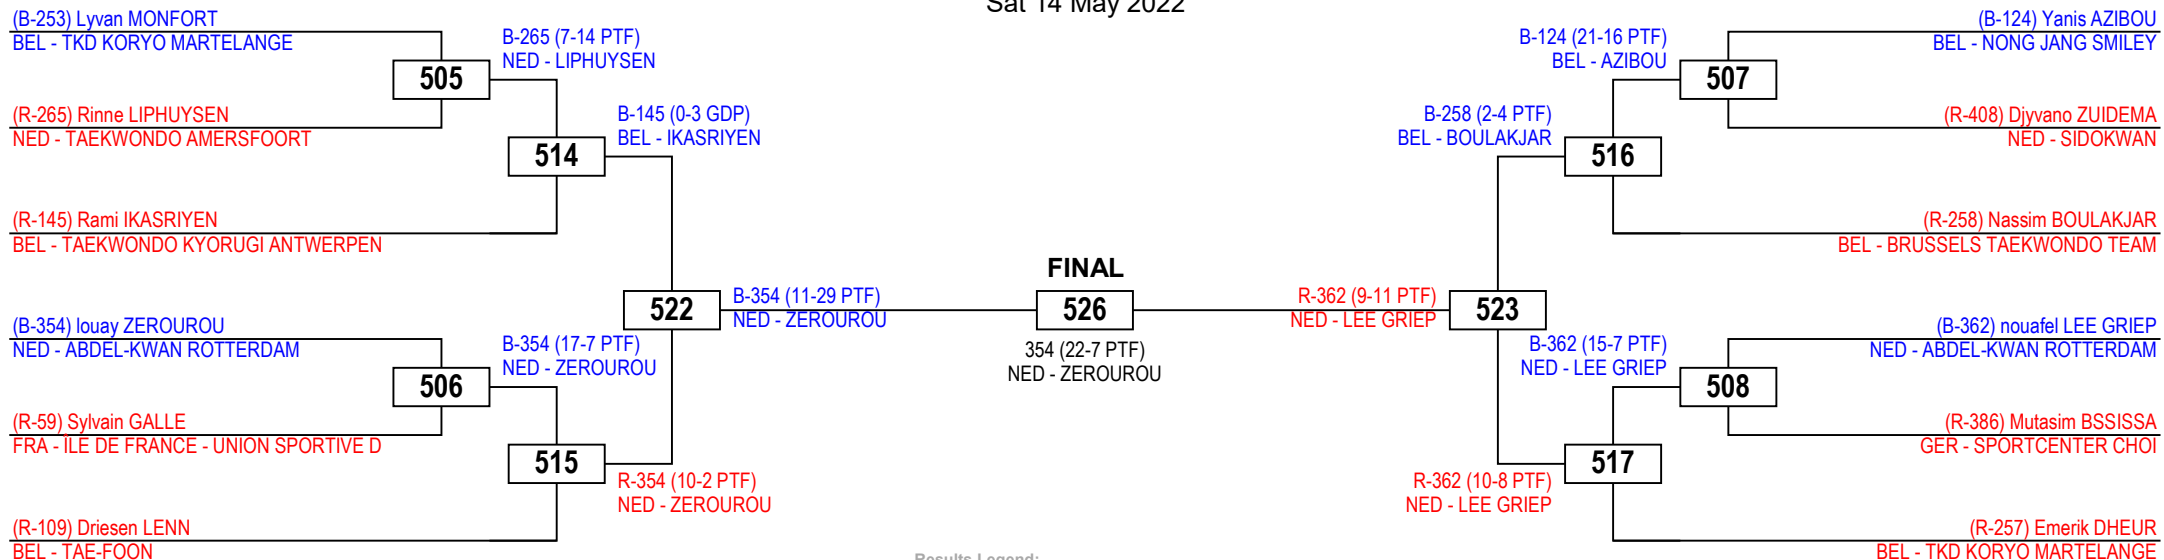 Sat 14 May 2022
(B-253) Lyvan MONFORT
BEL - TKD KORYO MARTELANGE
505
(R-265) Rinne LIPHUYSEN
NED - TAEKWONDO AMERSFOORT
B-265 (7-14 PTF)
NED - LIPHUYSEN
514
(R-145) Rami IKASRIYEN
BEL - TAEKWONDO KYORUGI ANTWERPEN
B-145 (0-3 GDP)
BEL - IKASRIYEN
522
(B-354) louay ZEROUROU
NED - ABDEL-KWAN ROTTERDAM
506
(R-59) Sylvain GALLE
FRA - ÎLE DE FRANCE - UNION SPORTIVE D
B-354 (17-7 PTF)
NED - ZEROUROU
515
(R-109) Driesen LENN
BEL - TAE-FOON
R-354 (10-2 PTF)
NED - ZEROUROU
B-354 (11-29 PTF)
NED - ZEROUROU
FINAL
526
354 (22-7 PTF)
NED - ZEROUROU
R-362 (9-11 PTF)
NED - LEE GRIEP
523
B-258 (2-4 PTF)
BEL - BOULAKJAR
516
B-124 (21-16 PTF)
BEL - AZIBOU
507
(B-124) Yanis AZIBOU
BEL - NONG JANG SMILEY
(R-408) Djyvano ZUIDEMA
NED - SIDOKWAN
(R-258) Nassim BOULAKJAR
BEL - BRUSSELS TAEKWONDO TEAM
B-362 (15-7 PTF)
NED - LEE GRIEP
508
(B-362) nouafel LEE GRIEP
NED - ABDEL-KWAN ROTTERDAM
(R-386) Mutasim BSSISSA
GER - SPORTCENTER CHOI
517
R-362 (10-8 PTF)
NED - LEE GRIEP
(R-257) Emerik DHEUR
BEL - TKD KORYO MARTELANGE
Results Legend: